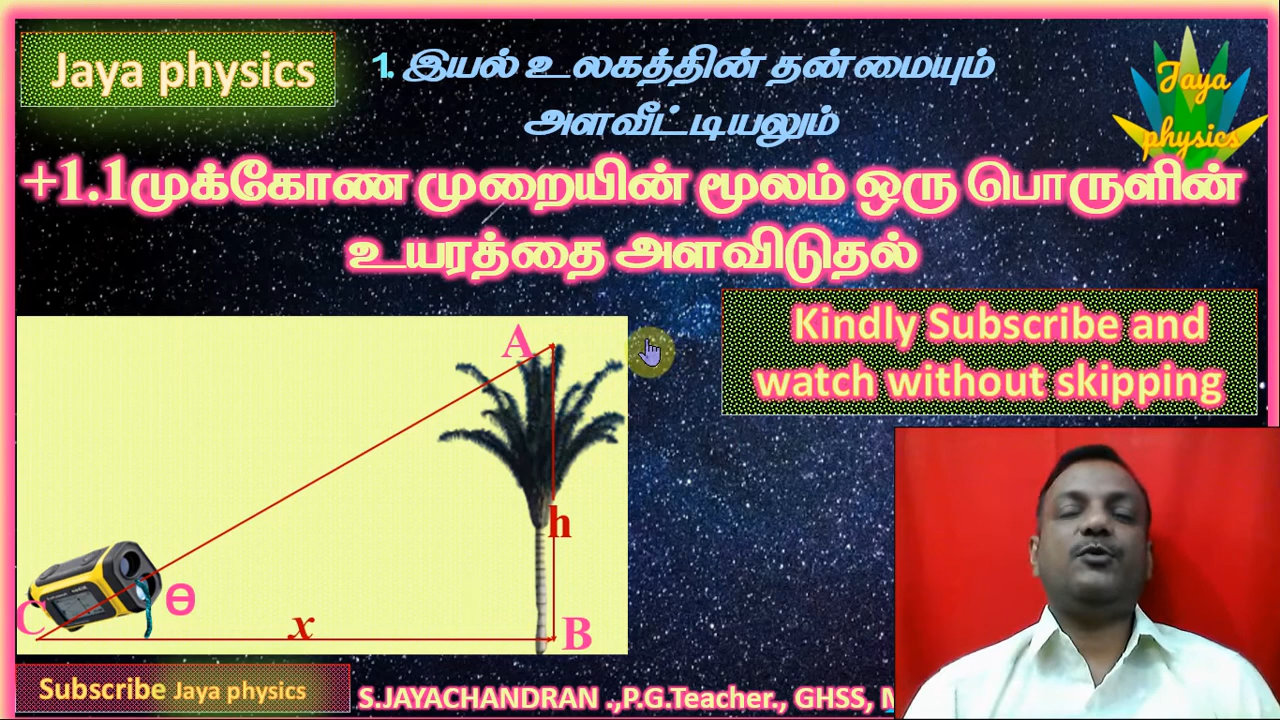 Jaya physics
1. இயல் உலகத்தின் தன்மையும்
அளவீட்டியலும்
Jaya
physics
+1.1முக்கோண முறையின் மூலம் ஒரு பொருளின்
உயரத்தை அளவிடுதல்
Kindly Subscribe and
watch without skipping
A
h
C
Θ
x
B
Subscribe Jaya physics
S.JAYACHANDRAN .,P.G.Teacher., GHSS,